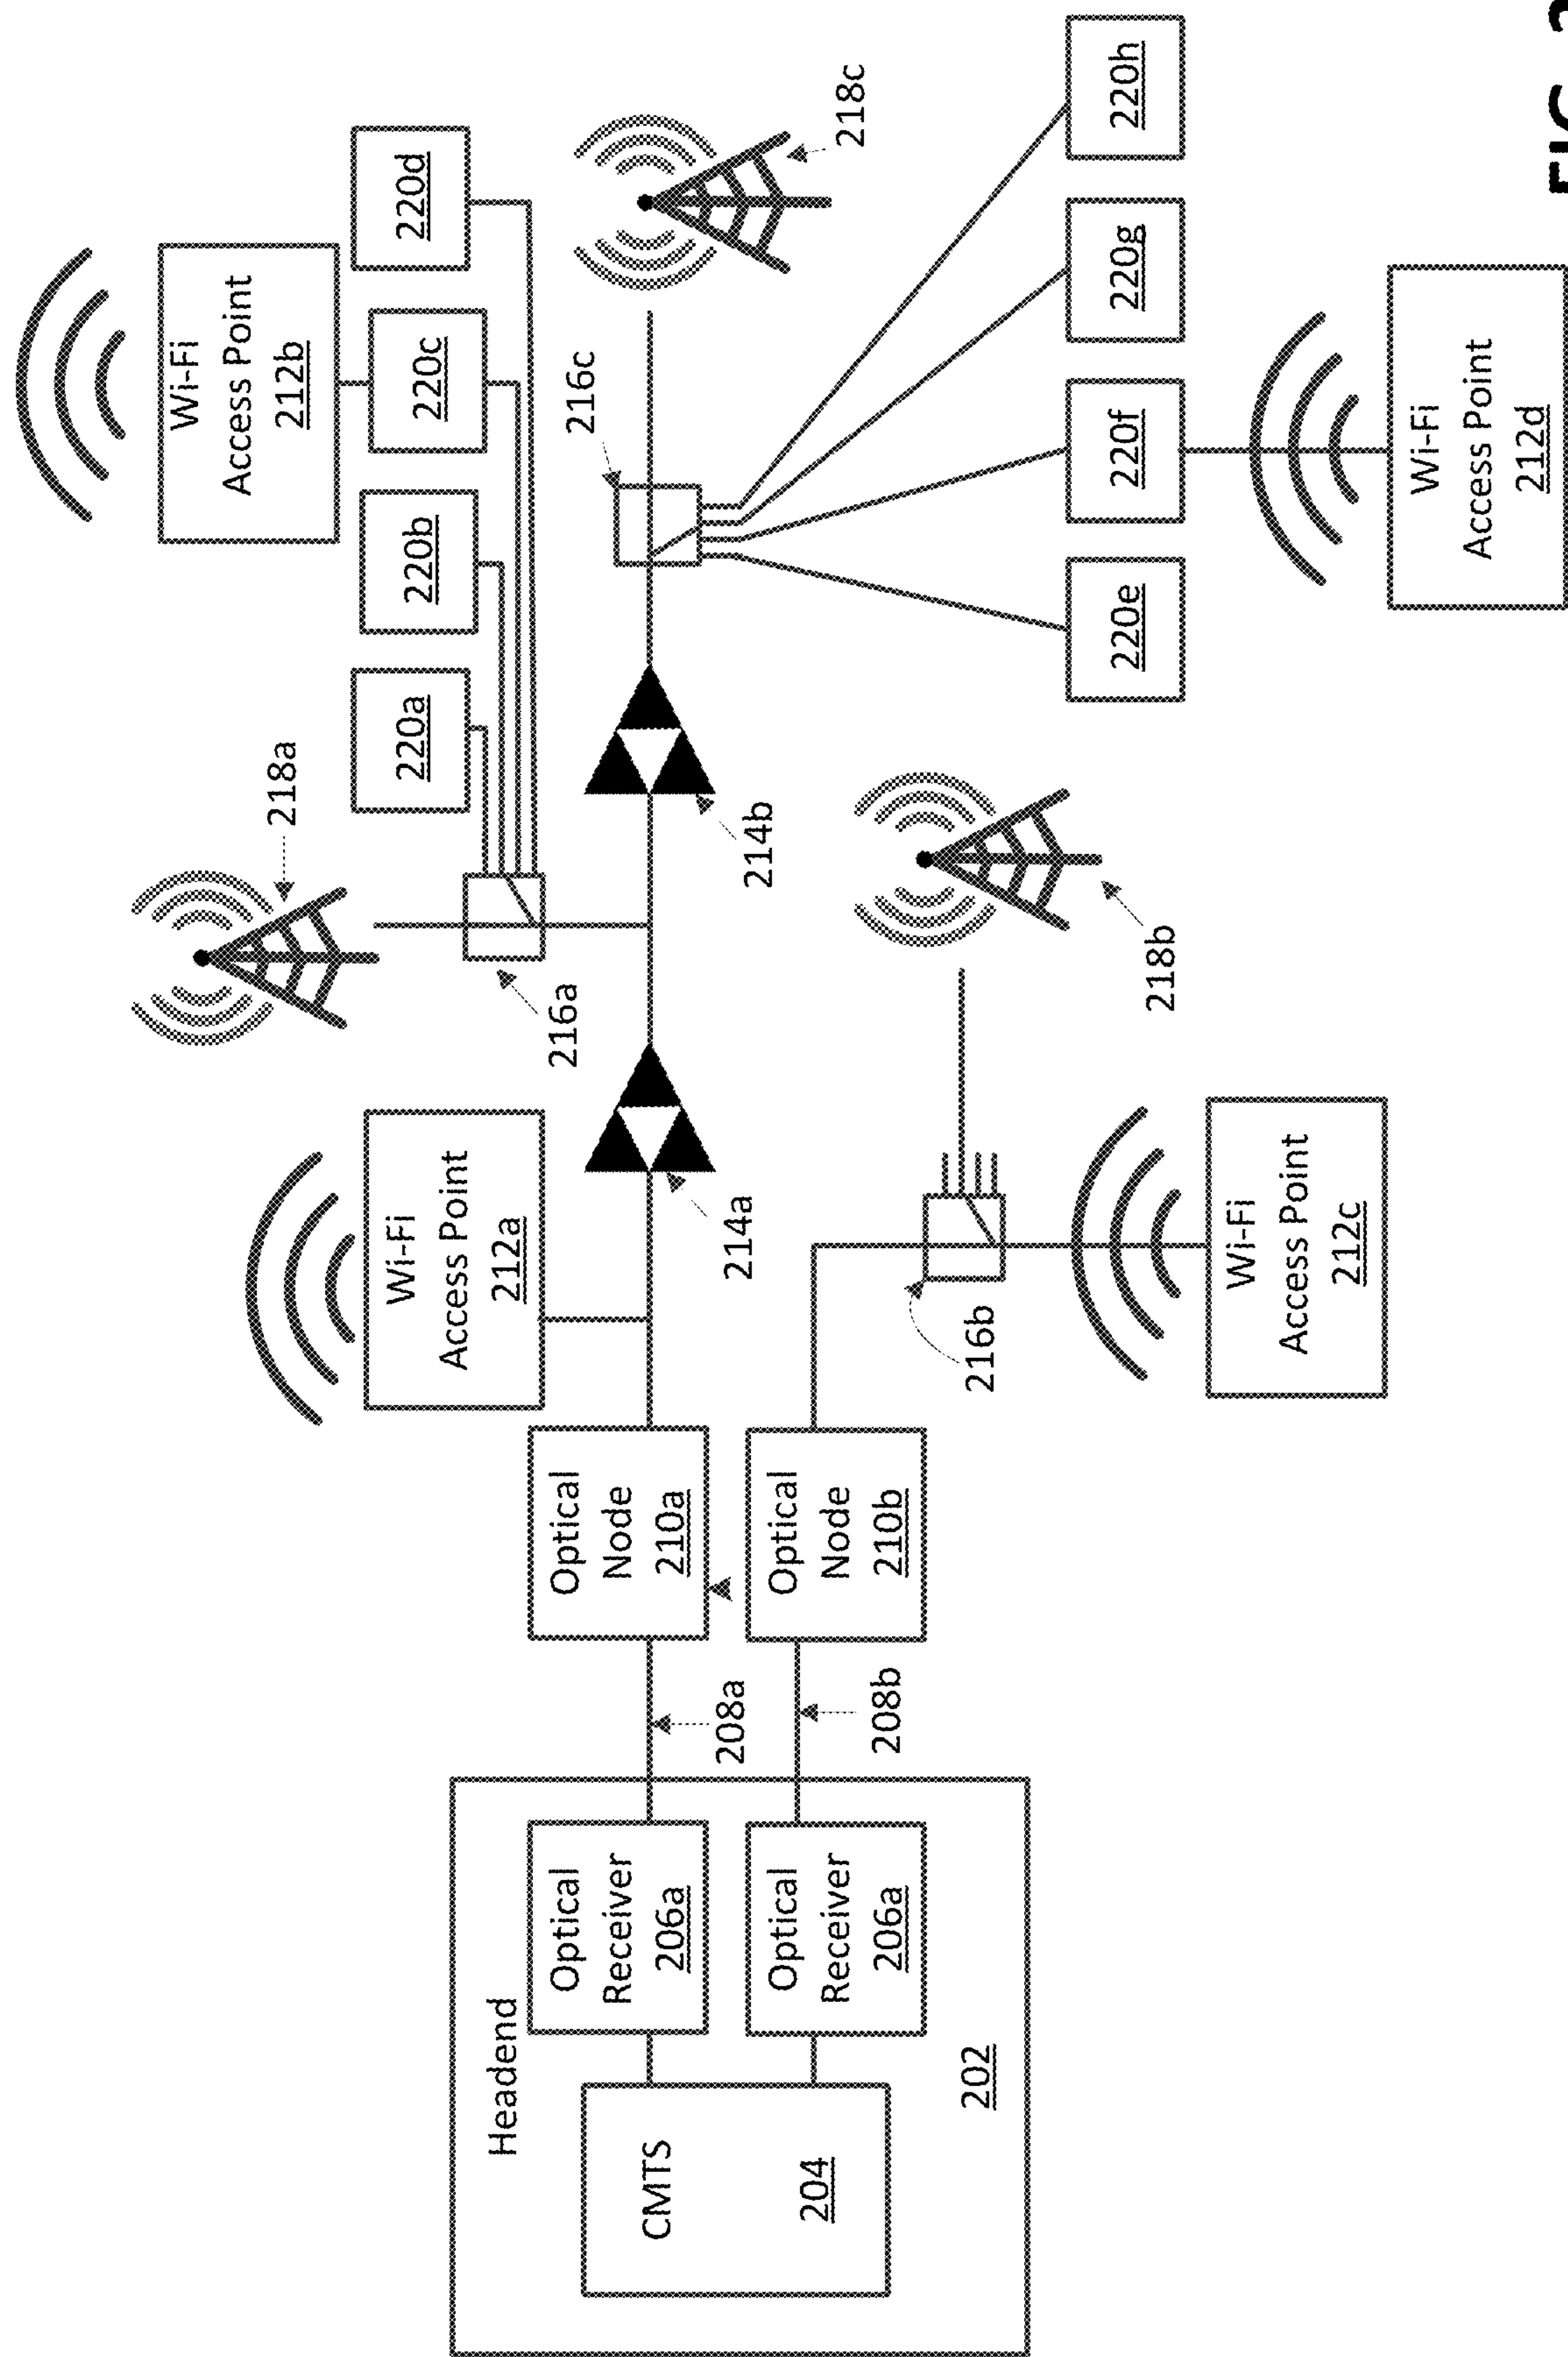 Headend
CMTS
204
Optical
Receiver
206a
Optical
Receiver
206a
202
208a
208b
Optical
Node
210a
Optical
Node
210b
Wi-Fi
Access Point
212a
214a
216b
Wi-Fi
Access Point
212c
218a
216a
214b
218b
220a
220b
220c
220d
Wi-Fi
Access Point
212b
216c
218c
220e
220f
220g
220h
Wi-Fi
Access Point
212d